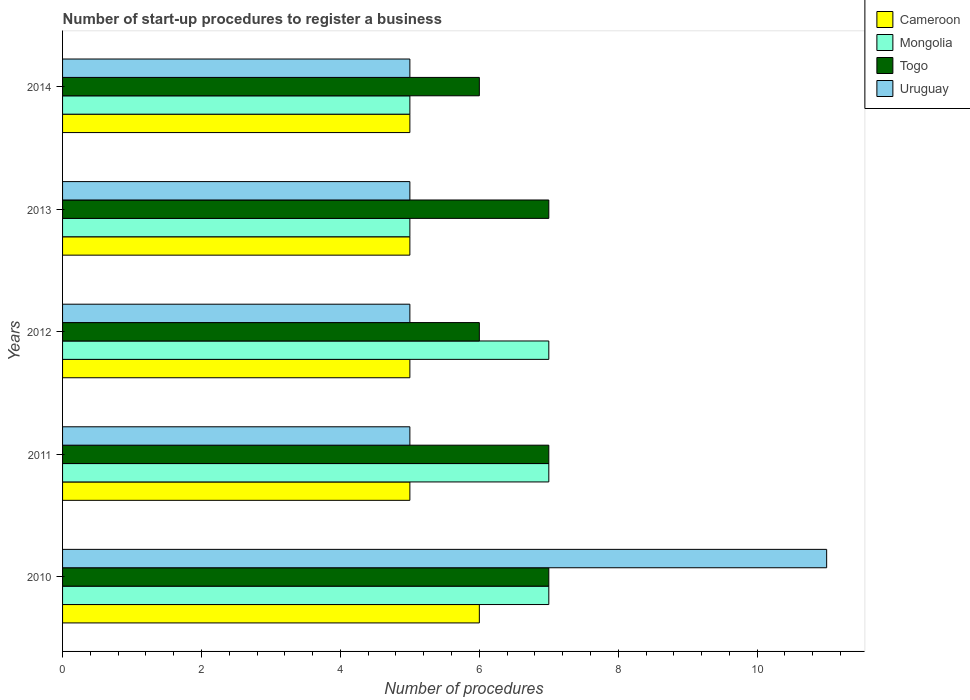 Number of start-up procedures to register a business
Cameroon
Mongolia
Togo
Uruguay
Years
2014
2013
2012
2011
2010
0
2
4
6
8
10
Number of procedures